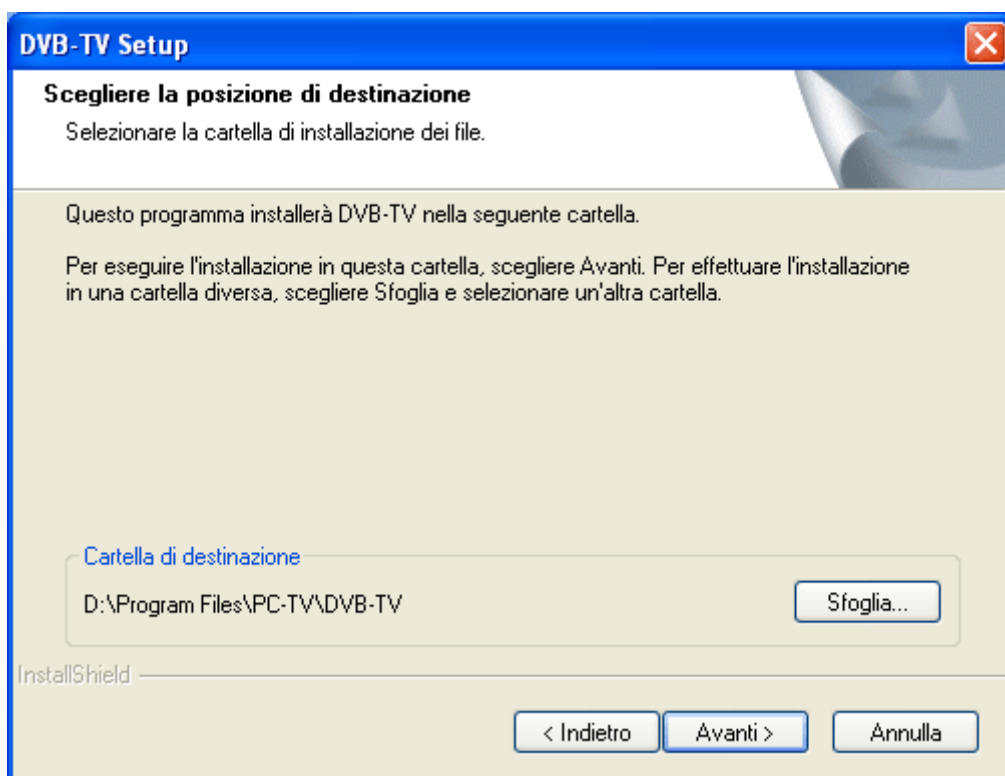 DVB-TV Setup
Scegliere la posizione di destinazione
Selezionare la cartella di installazione dei file.
Questo programma installerà DVB-TV nella seguente cartella.
Per eseguire l'installazione in questa cartella, scegliere Avanti. Per effettuare l'installazione
in una cartella diversa, scegliere Sfoglia e selezionare un'altra cartella.
Cartella di destinazione
D:\Program Files\PC-TV\DVB-TV
Sfoglia...
InstallShield
< Indietro
Avanti >
Annulla